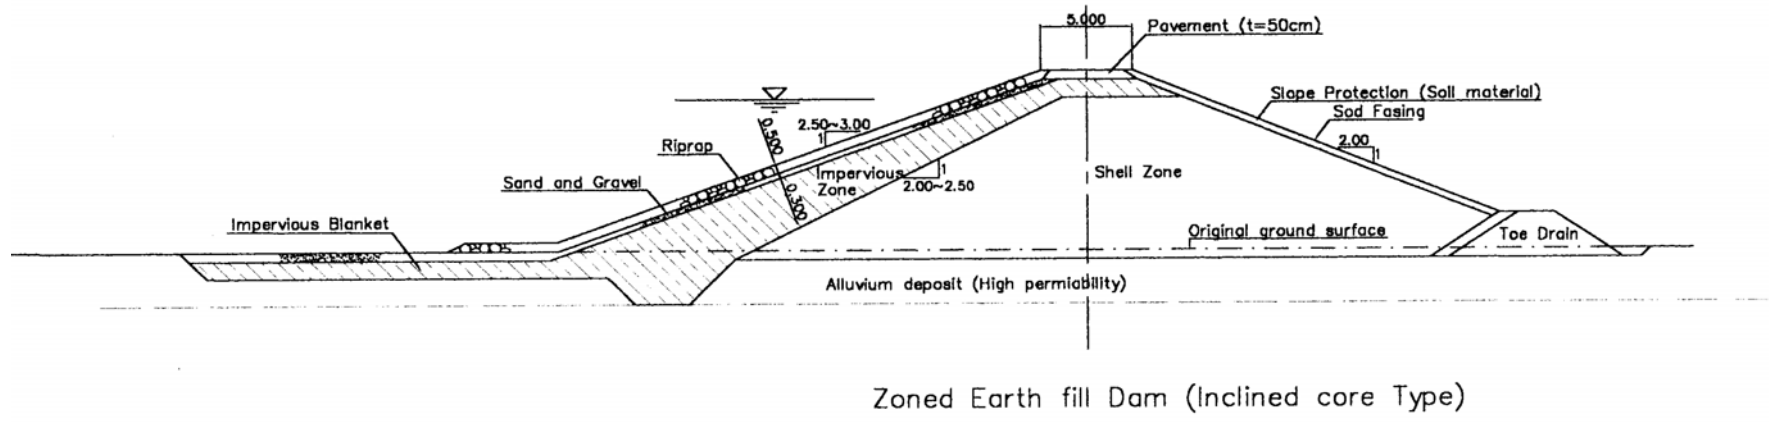 5.000
Pavement (t=50cm)
Slope Protection (Soll material)
Sod Fasing
2.00
1
0.500
2.50~3.00
1
Riprap
Sand and Gravel
Impervious
Zone
0.300
1
2.00~2.50
Shell Zone
Impervious Blanket
Original ground surface
Toe Drain
Alluvium deposit (High permiability)
Zoned Earth fill Dam (Inclined core Type)